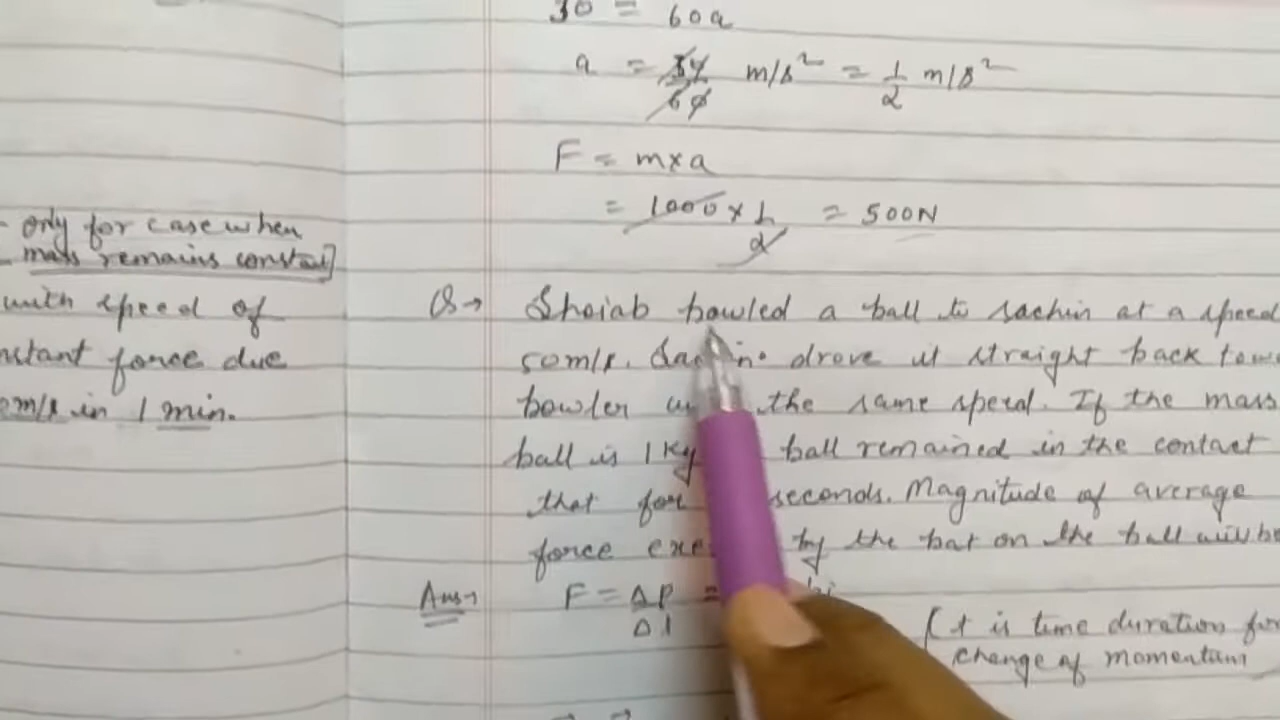 30 = 60a
a = 30/60 m/s² = 1/2 m/s²
F = m×a
= 1000 × 1/2 = 500N
- only for case when
mass remains constant]
with speed of
nstant force due
0m/s in 1 min.
Q→ Shoiab bowled a ball to sachin at a speed
50m/s. drove it straight back towa
bowler the same speed. If the mass
ball is 1Kg ball remained in the contact
that for seconds. Magnitude of average
force exe by the bat on the ball will be
Ans→ F = ΔP/Δt =
(t is time duration for
change of momentum